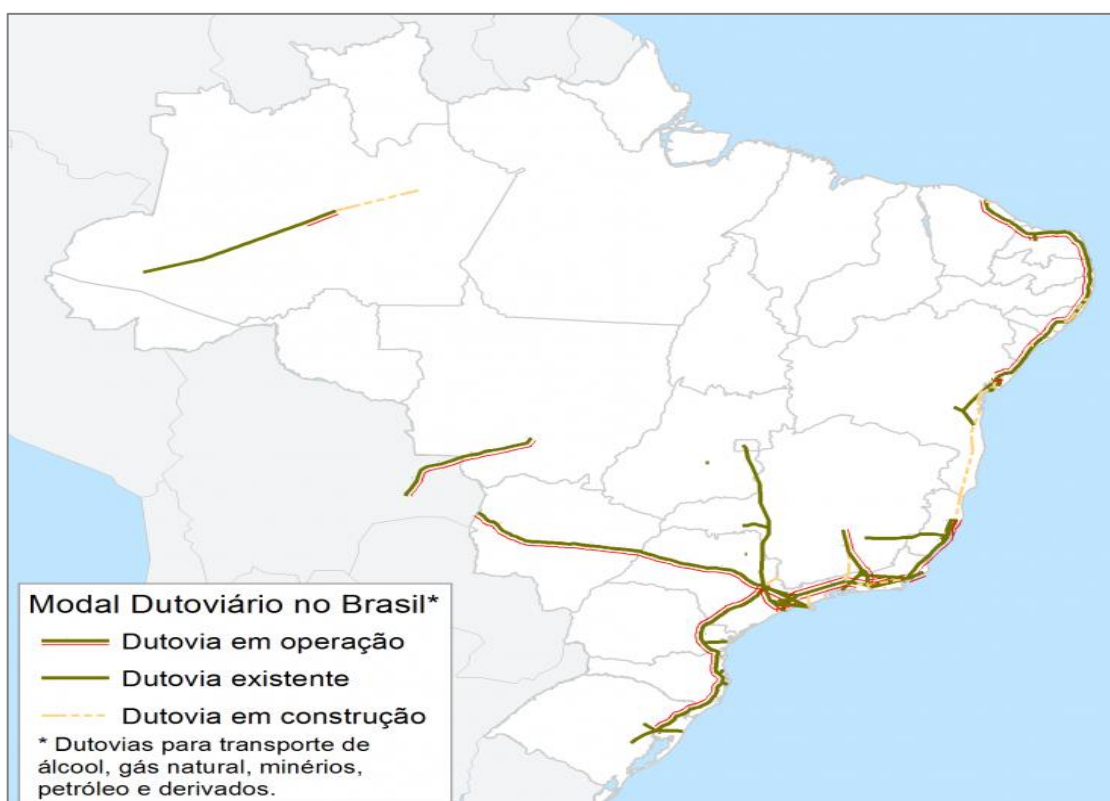 Modal Dutoviário no Brasil*
Dutovia em operação
Dutovia existente
Dutovia em construção
* Dutovias para transporte de
álcool, gás natural, minérios,
petróleo e derivados.